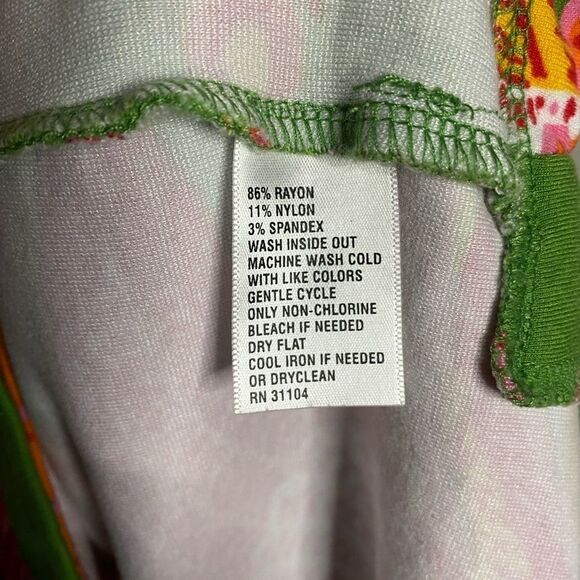 86% RAYON
11% NYLON
3% SPANDEX
WASH INSIDE OUT
MACHINE WASH COLD
WITH LIKE COLORS
GENTLE CYCLE
ONLY NON-CHLORINE
BLEACH IF NEEDED
DRY FLAT
COOL IRON IF NEEDED
OR DRYCLEAN
RN 31104